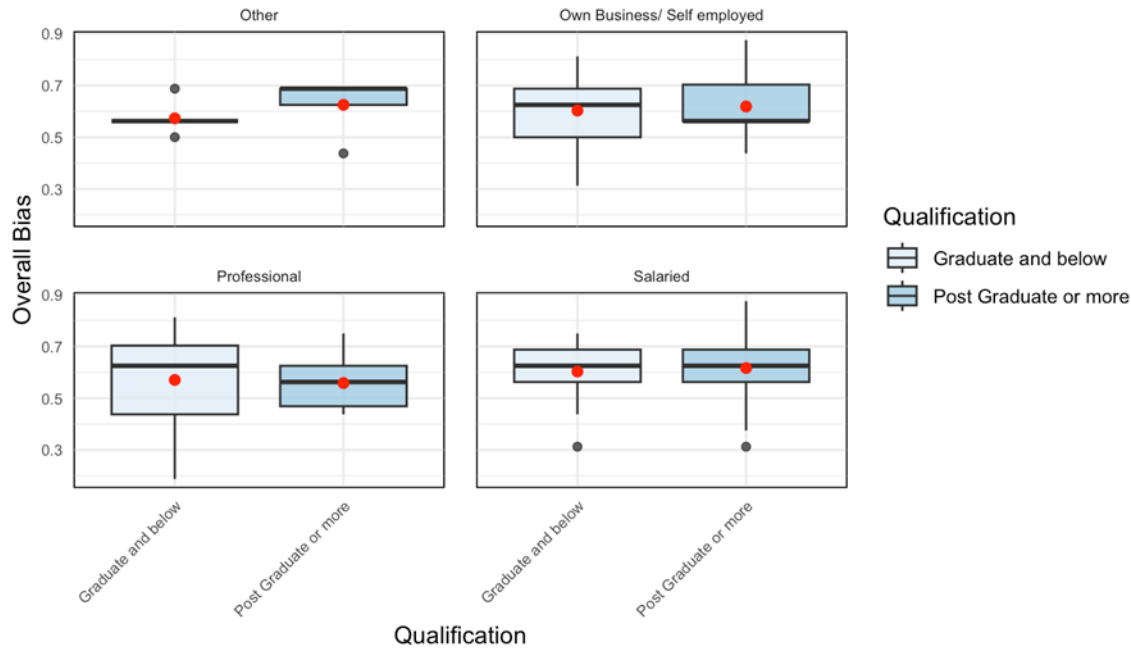 Other
Own Business/ Self employed
0.9
0.7
0.5
0.3
Professional
Salaried
0.9
0.7
0.5
0.3
Overall Bias
Graduate and below
Post Graduate or more
Graduate and below
Post Graduate or more
Qualification
Qualification
Graduate and below
Post Graduate or more